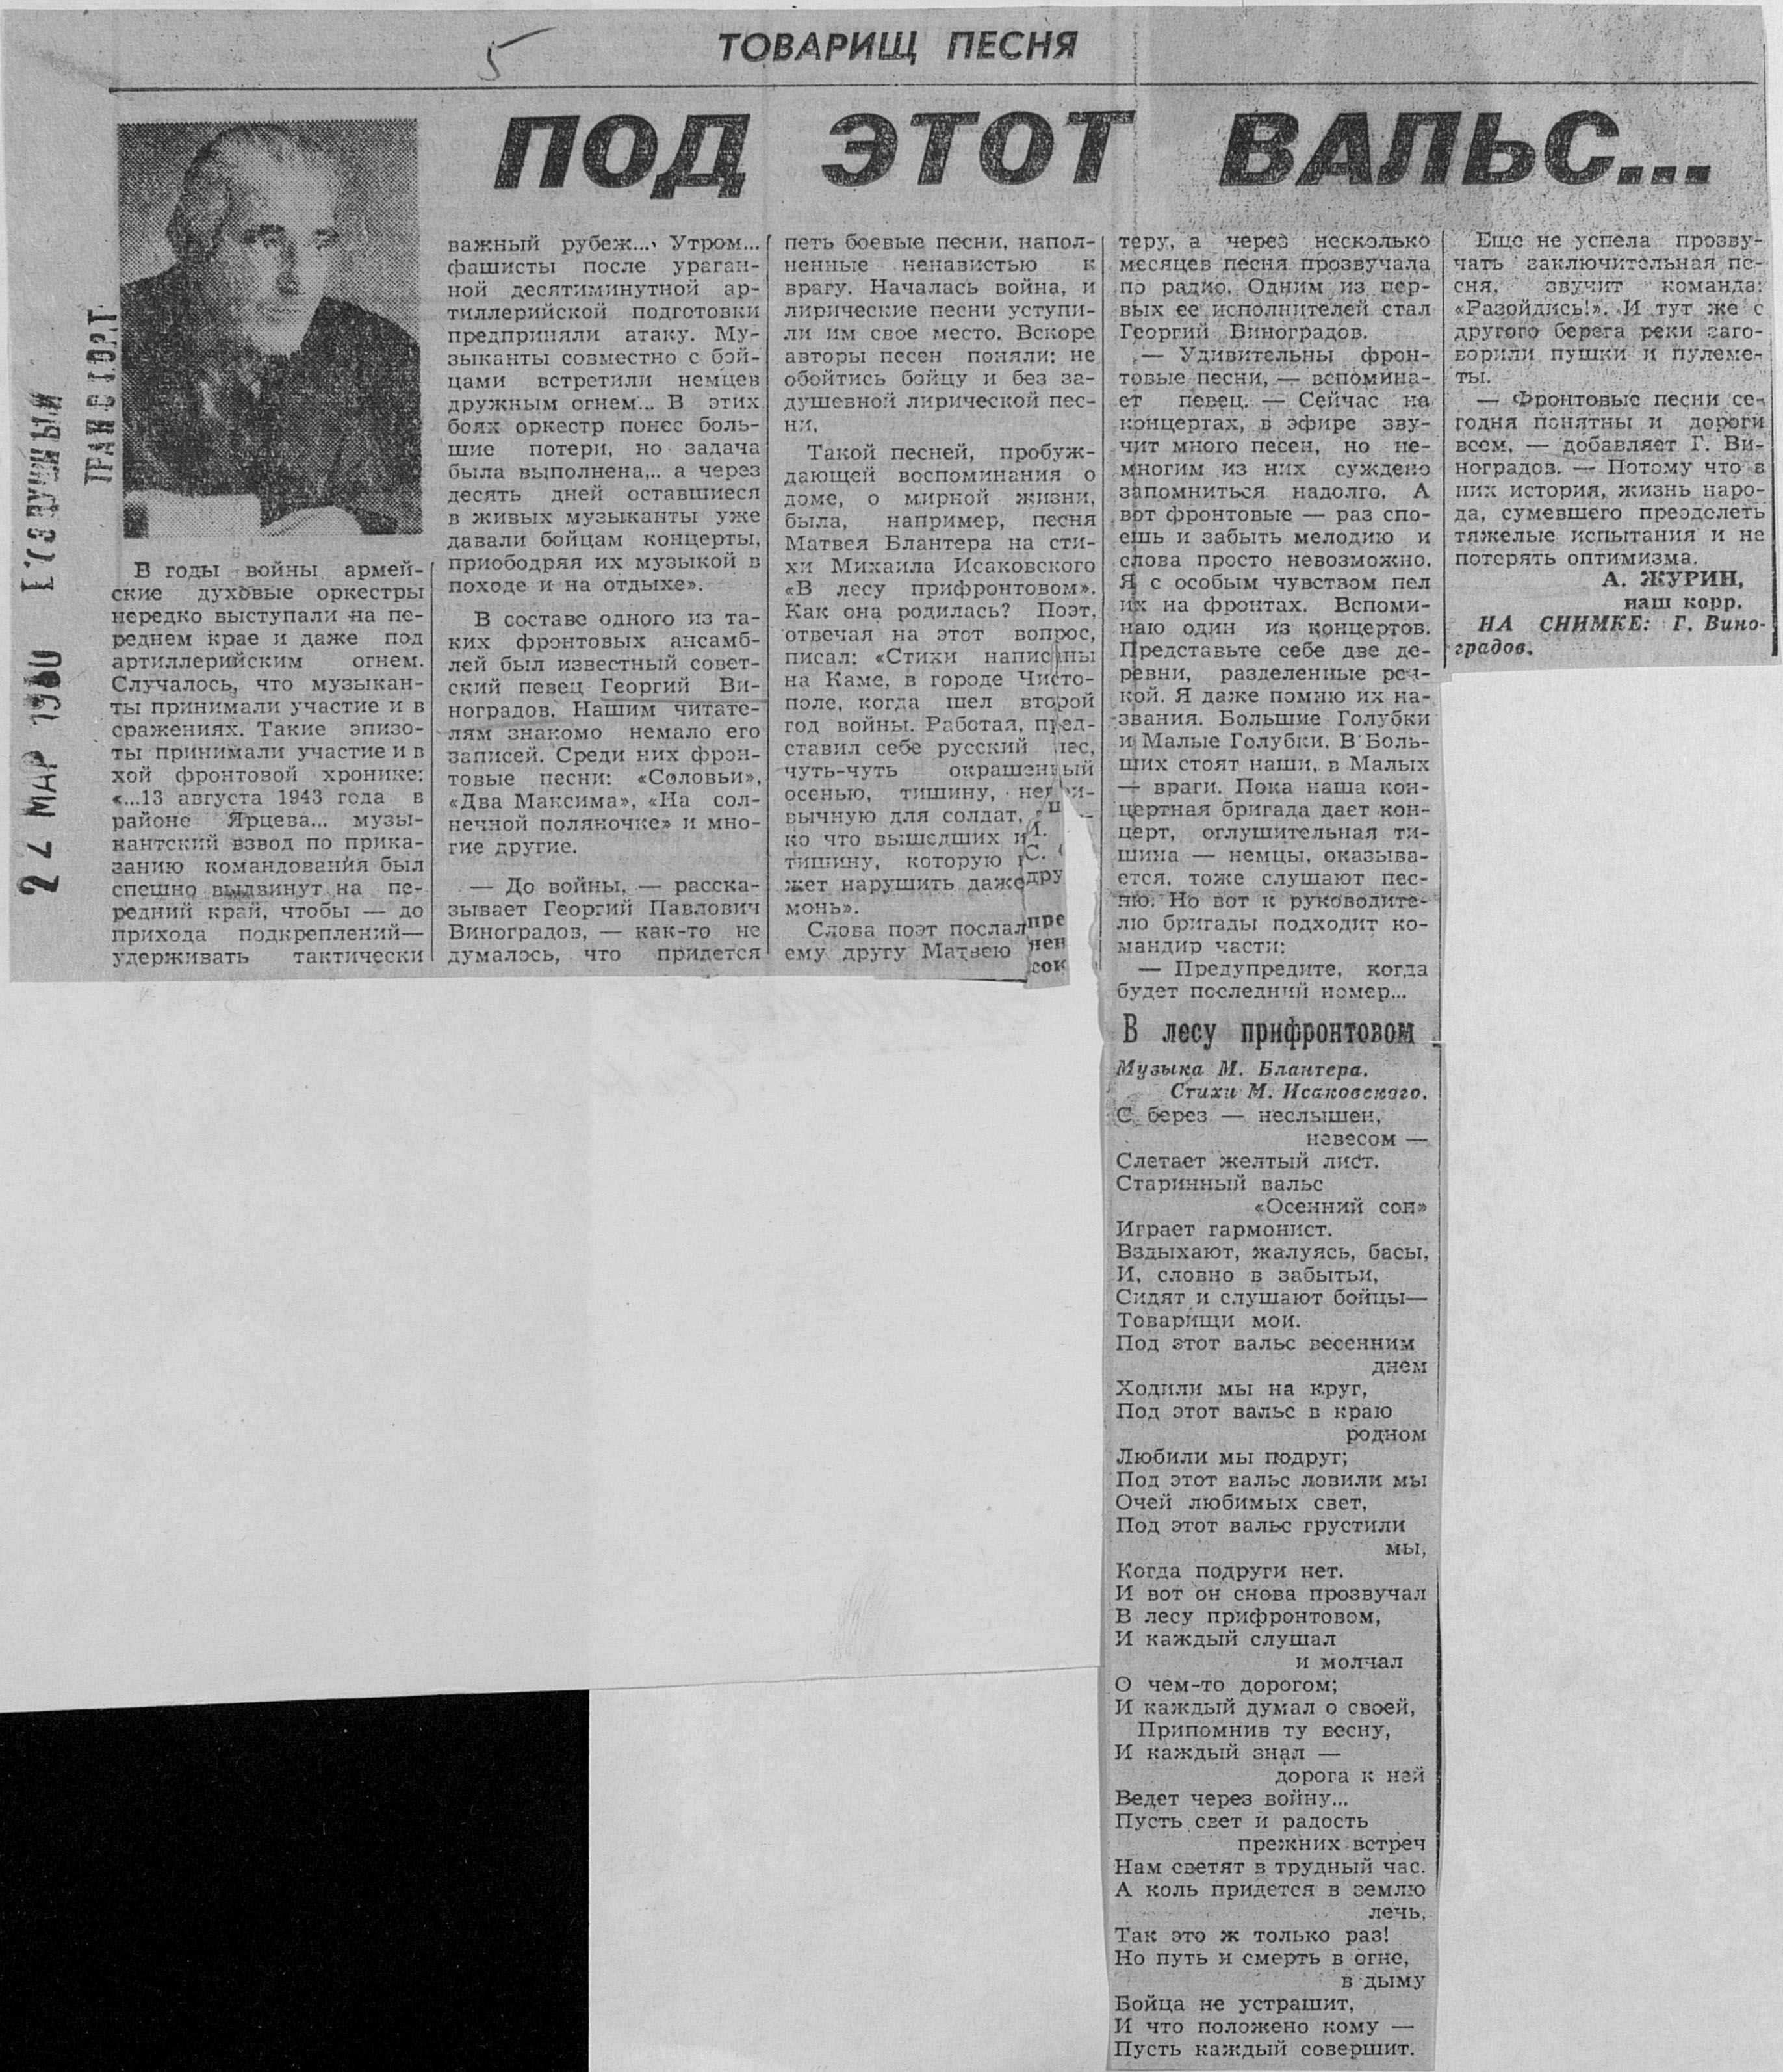 5
ТОВАРИЩ ПЕСНЯ
ПОД ЭТОТ ВАЛЬС...
22 МАР 1980
ВОЗДУШНЫЙ
ТРАНСПОРТ
В годы войны армей-
ские духовые оркестры
нередко выступали на пе-
реднем крае и даже под
артиллерийским огнем.
Случалось, что музыкан-
ты принимали участие и в
сражениях. Такие эпизо-
ты принимали участие и в
хой фронтовой хронике:
«...13 августа 1943 года в
районе Ярцева... музы-
кантский взвод по прика-
занию командования был
спешно выдвинут на пе-
редний край, чтобы — до
прихода подкреплений—
удерживать тактически
важный рубеж... Утром...
фашисты после ураган-
ной десятиминутной ар-
тиллерийской подготовки
предприняли атаку. Му-
зыканты совместно с бой-
цами встретили немцев
дружным огнем... В этих
боях оркестр понес боль-
шие потери, но задача
была выполнена... а через
десять дней оставшиеся
в живых музыканты уже
давали бойцам концерты,
приободряя их музыкой в
походе и на отдыхе».
В составе одного из та-
ких фронтовых ансамб-
лей был известный совет-
ский певец Георгий Ви-
ноградов. Нашим читате-
лям знакомо немало его
записей. Среди них фрон-
товые песни: «Соловьи»,
«Два Максима», «На сол-
нечной поляночке» и мно-
гие другие.
— До войны, — расска-
зывает Георгий Павлович
Виноградов, — как-то не
думалось, что придется
петь боевые песни, напол-
ненные ненавистью к
врагу. Началась война, и
лирические песни уступи-
ли им свое место. Вскоре
авторы песен поняли: не
обойтись бойцу и без за-
душевной лирической пес-
ни.
Такой песней, пробуж-
дающей воспоминания о
доме, о мирной жизни,
была, например, песня
Матвея Блантера на сти-
хи Михаила Исаковского
«В лесу прифронтовом».
Как она родилась? Поэт,
отвечая на этот вопрос,
писал: «Стихи написаны
на Каме, в городе Чисто-
поле, когда шел второй
год войны. Работая, пред-
ставил себе русский лес,
чуть-чуть окрашенный
осенью, тишину,
вычную для солдат,
ко что вышедших и
тишину, которую
жет нарушить даже
монь».
Слова поэт послал
ему другу Матвею
И.
С.
дру
пре
нен
сок
теру, а через несколько
месяцев песня прозвучала
по радио. Одним из пер-
вых ее исполнителей стал
Георгий Виноградов.
— Удивительны фрон-
товые песни, — вспомина-
ет певец. — Сейчас на
концертах, в эфире зву-
чит много песен, но не-
многим из них суждено
запомниться надолго. А
вот фронтовые — раз спо-
ешь и забыть мелодию и
слова просто невозможно.
Я с особым чувством пел
их на фронтах. Вспоми-
наю один из концертов.
Представьте себе две де-
ревни, разделенные реч-
кой. Я даже помню их на-
звания. Большие Голубки
и Малые Голубки. В Боль-
ших стоят наши, в Малых
— враги. Пока наша кон-
цертная бригада дает кон-
церт, оглушительная ти-
шина — немцы, оказыва-
ется, тоже слушают пес-
ню. Но вот к руководите-
лю бригады подходит ко-
мандир части:
— Предупредите, когда
будет последний номер...
Еще не успела прозву-
чать заключительная пе-
сня, звучит команда:
«Разойдись!». И тут же с
другого берега реки заго-
ворили пушки и пулеме-
ты.
— Фронтовые песни се-
годня понятны и дороги
всем, — добавляет Г. Ви-
ноградов. — Потому что в
них история, жизнь наро-
да, сумевшего преодолеть
тяжелые испытания и не
потерять оптимизма.
А. ЖУРИН,
наш корр.
НА СНИМКЕ: Г. Вино-
градов.
В лесу прифронтовом
Музыка М. Блантера.
Стихи М. Исаковского.
С берез — неслышен,
невесом —
Слетает желтый лист.
Старинный вальс
«Осенний сон»
Играет гармонист.
Вздыхают, жалуясь, басы,
И, словно в забытьи,
Сидят и слушают бойцы—
Товарищи мои.
Под этот вальс весенним
днем
Ходили мы на круг,
Под этот вальс в краю
родном
Любили мы подруг;
Под этот вальс ловили мы
Очей любимых свет,
Под этот вальс грустили
мы,
Когда подруги нет.
И вот он снова прозвучал
В лесу прифронтовом,
И каждый слушал
и молчал
О чем-то дорогом;
И каждый думал о своей,
Припомнив ту весну,
И каждый знал —
дорога к ней
Ведет через войну...
Пусть свет и радость
прежних встреч
Нам светят в трудный час.
А коль придется в землю
лечь,
Так это ж только раз!
Но путь и смерть в огне,
в дыму
Бойца не устрашит,
И что положено кому —
Пусть каждый совершит.